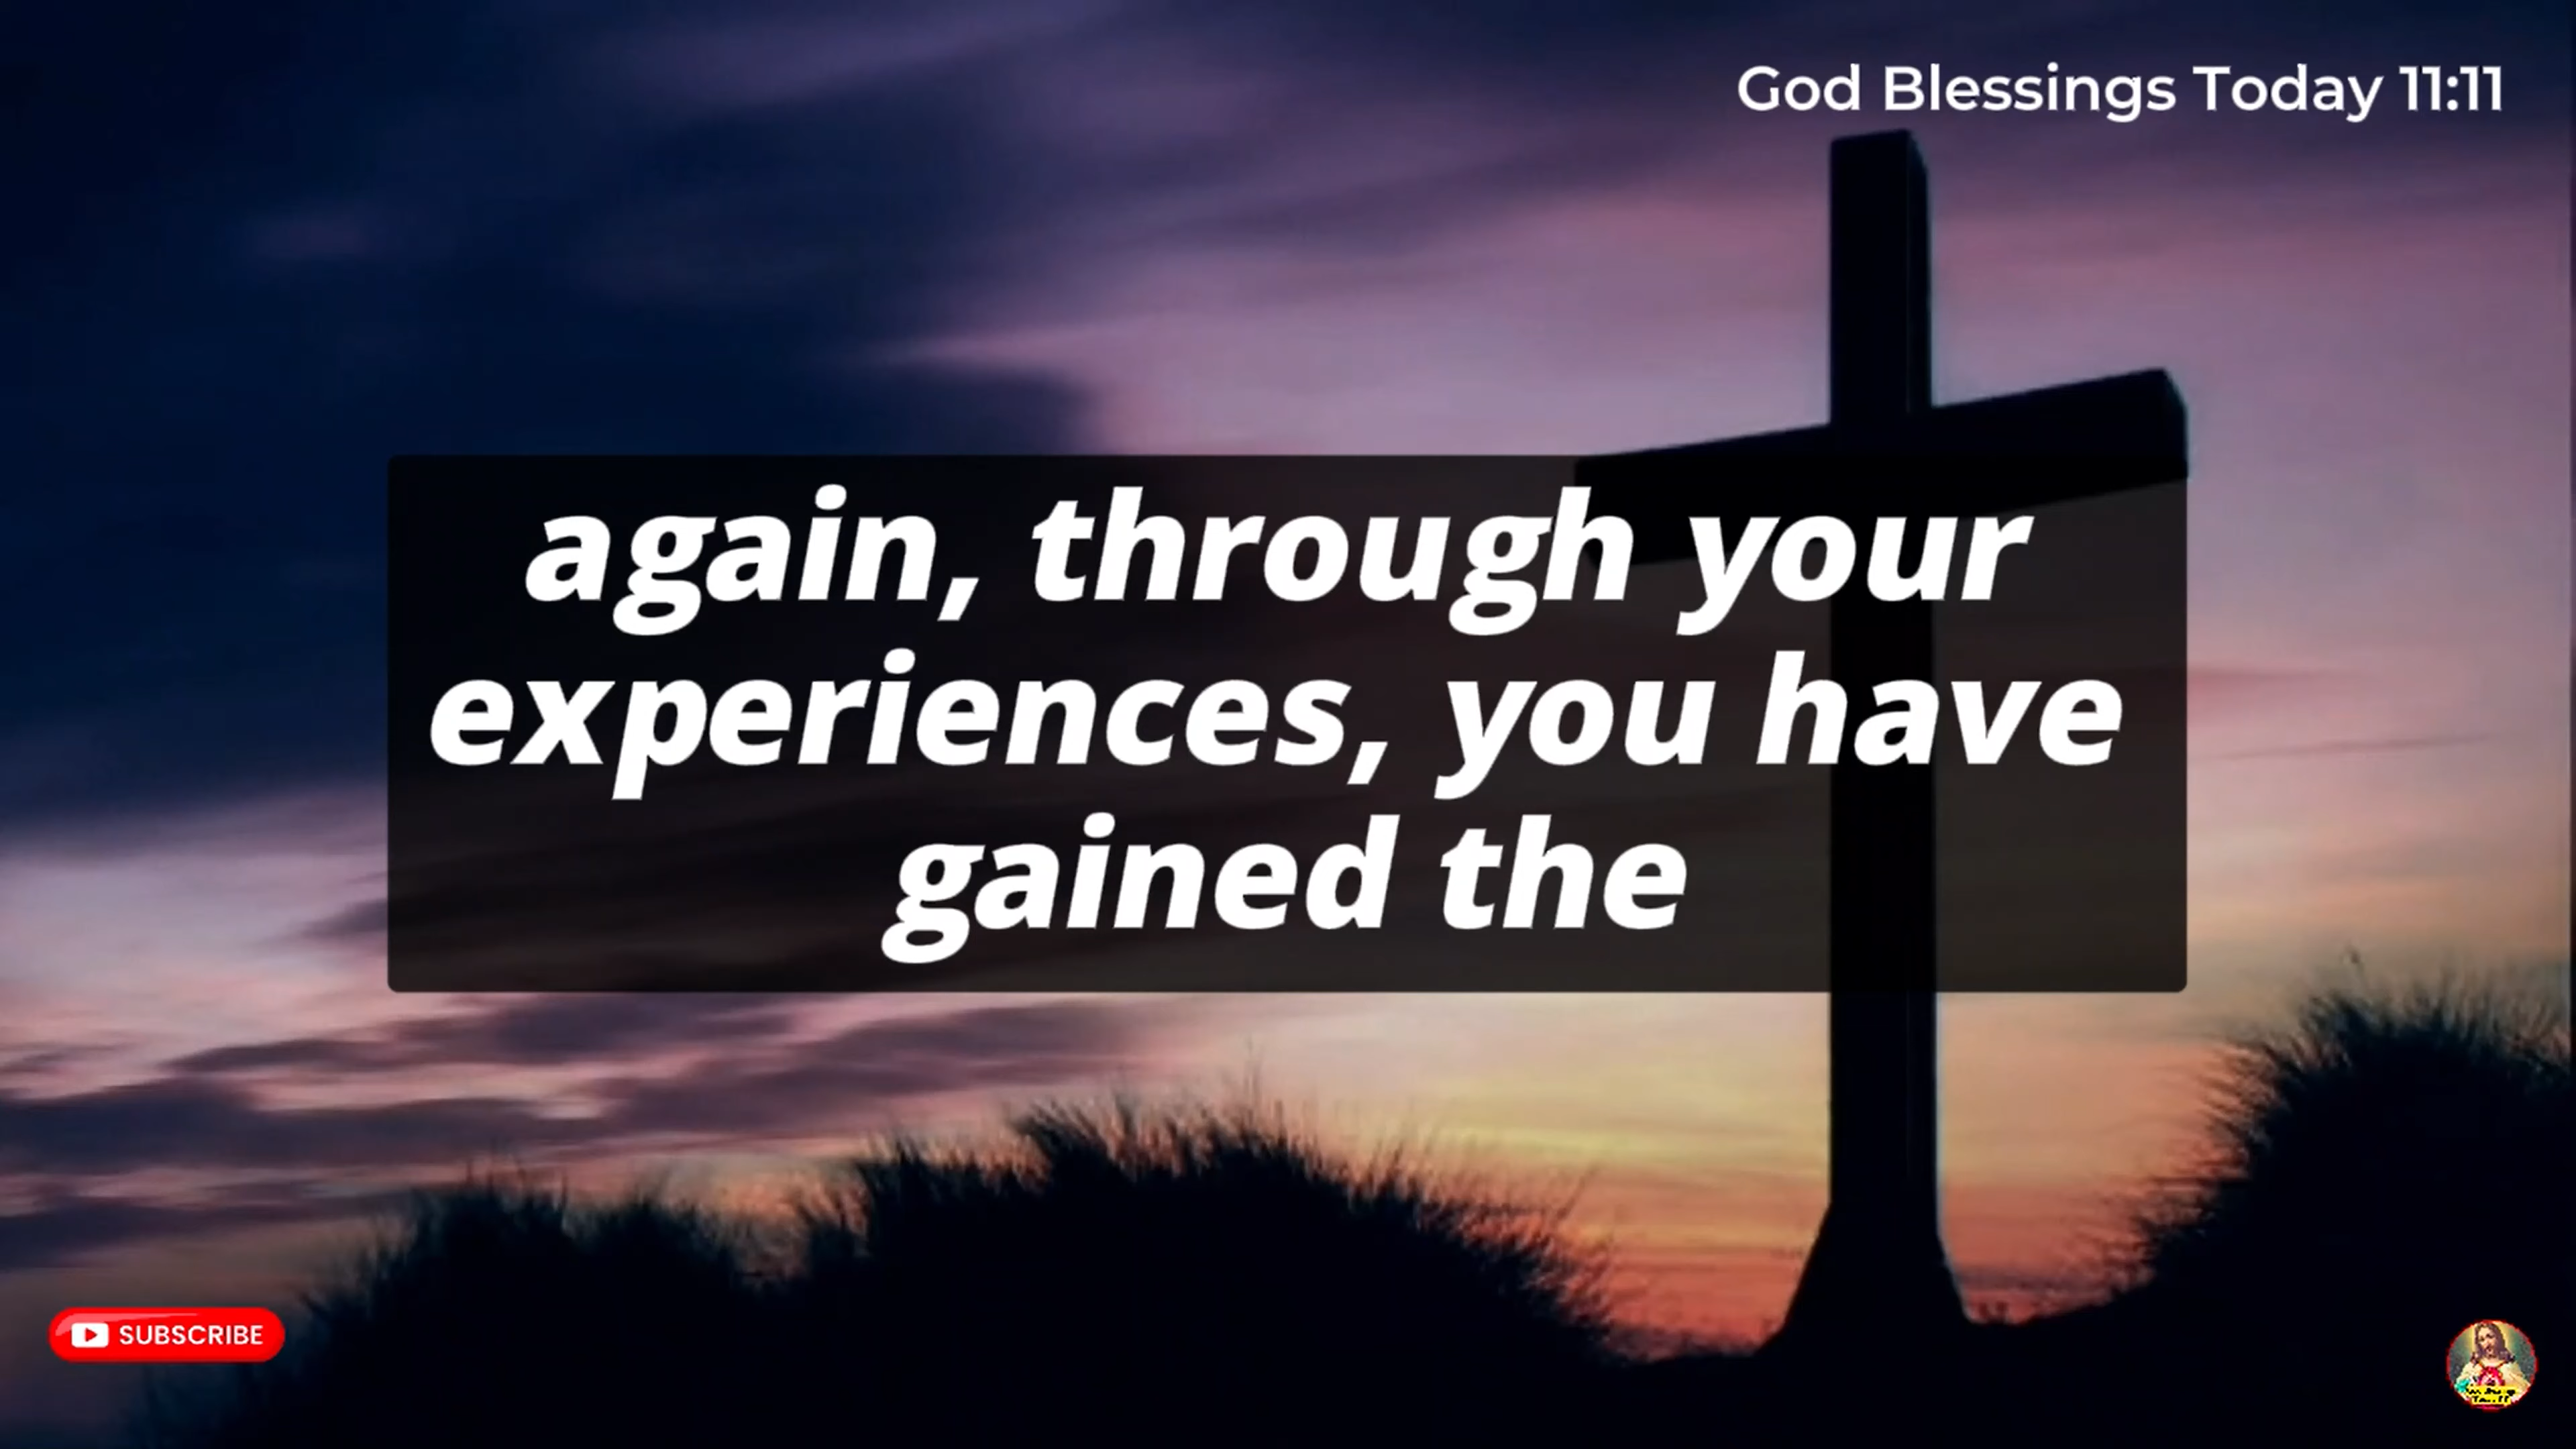 God Blessings Today 11:11
again, through your
experiences, you have
gained the
SUBSCRIBE